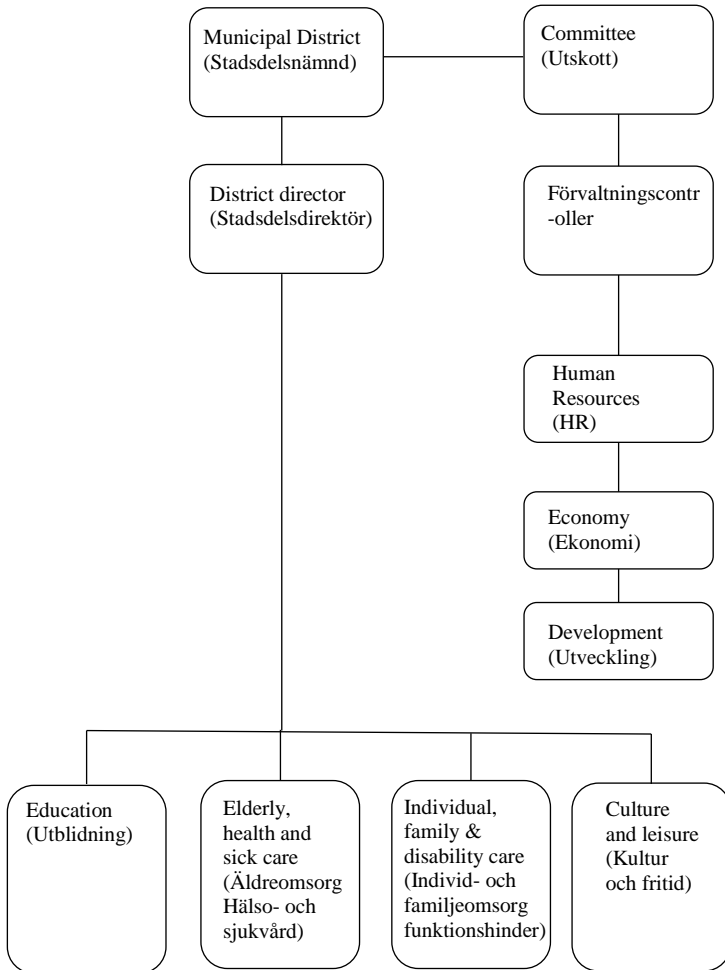 Municipal District
(Stadsdelsnämnd)
Committee
(Utskott)
District director
(Stadsdelsdirektör)
Förvaltningscontr
-oller
Human
Resources
(HR)
Economy
(Ekonomi)
Development
(Utveckling)
Education
(Utblidning)
Elderly,
health and
sick care
(Äldreomsorg
Hälso- och
sjukvård)
Individual,
family &
disability care
(Individ- och
familjeomsorg
funktionshinder)
Culture
and leisure
(Kultur
och fritid)